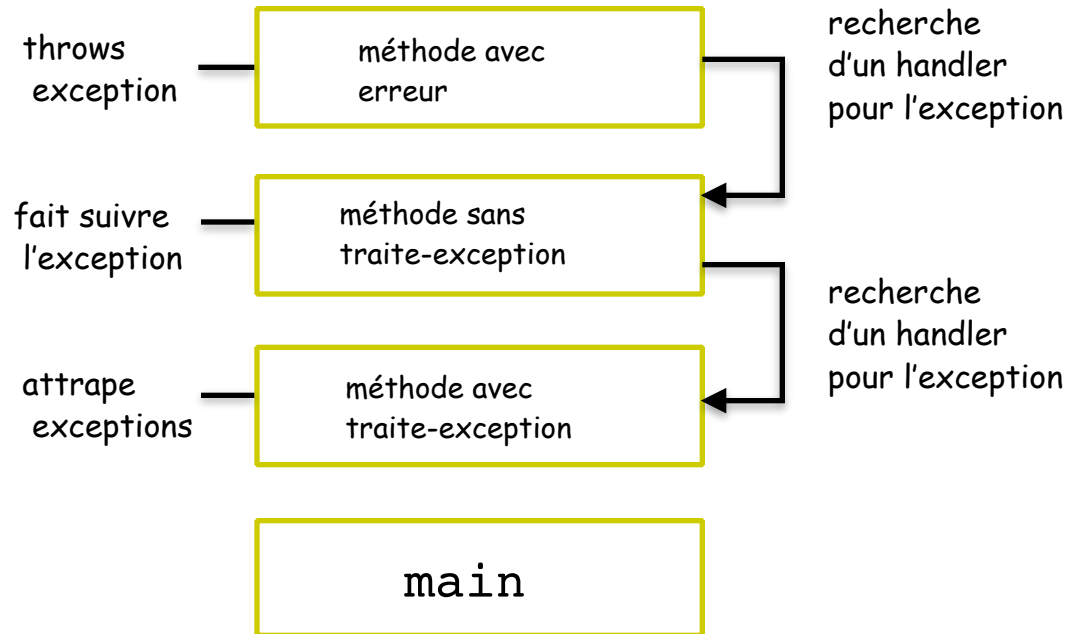 throws
exception
méthode avec
erreur
recherche
d'un handler
pour l'exception
fait suivre
l'exception
méthode sans
traite-exception
recherche
d'un handler
pour l'exception
attrape
exceptions
méthode avec
traite-exception
main